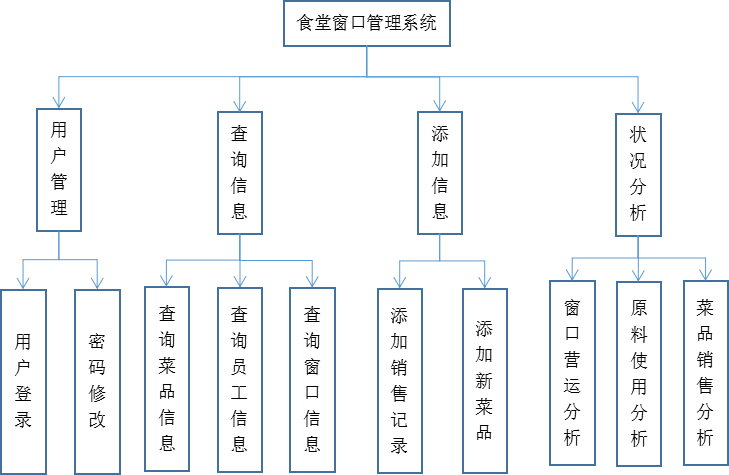 食堂窗口管理系统
用户管理
查询信息
添加信息
状况分析
用户登录
密码修改
查询菜品信息
查询员工信息
查询窗口信息
添加销售记录
添加新菜品
窗口营运分析
原料使用分析
菜品销售分析